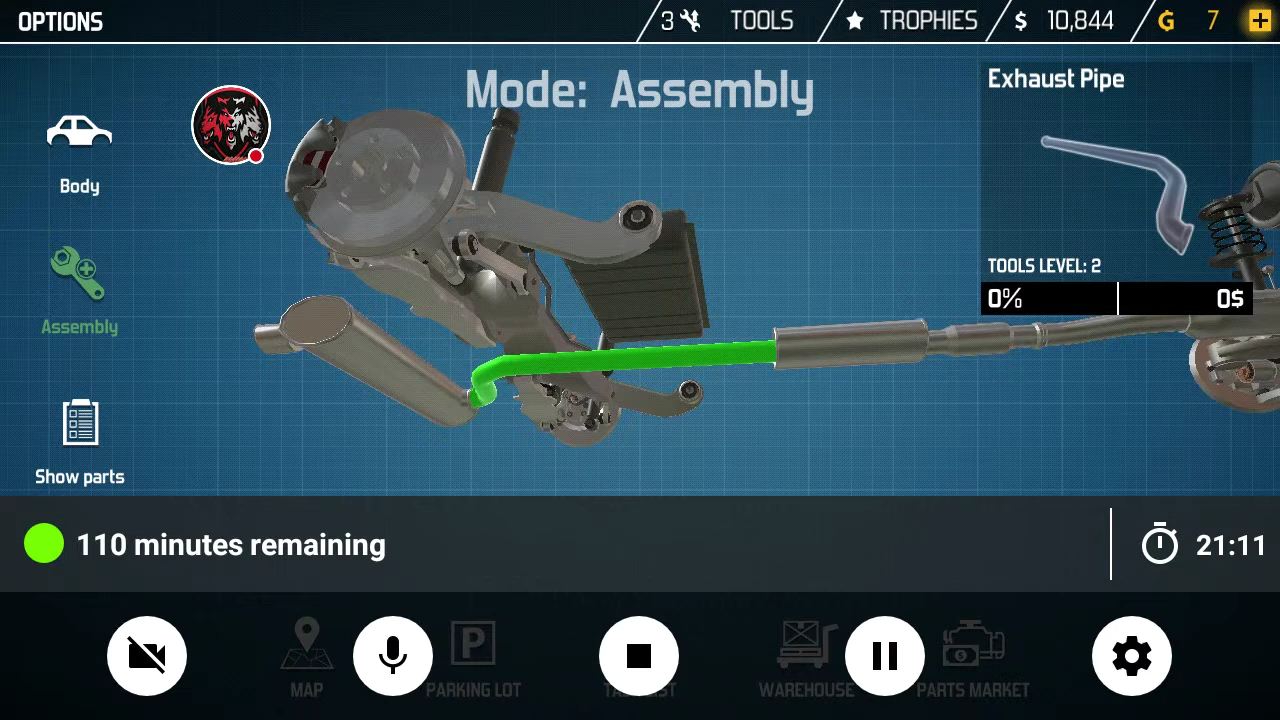 OPTIONS
3 TOOLS
TROPHIES
$ 10,844
7
Mode: Assembly
Exhaust Pipe
Body
TOOLS LEVEL: 2
0% 0$
Assembly
Show parts
110 minutes remaining
21:11
P
MAP
PARKING LOT
WAREHOUSE
PARTS MARKET